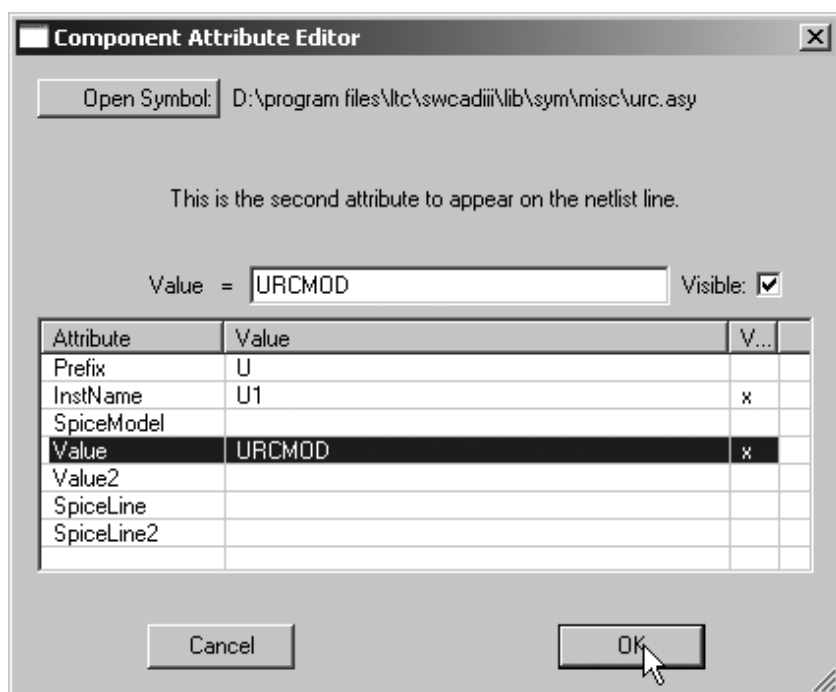 Component Attribute Editor
Open Symbol: D:\program files\ltc\swcadiii\lib\sym\misc\urc.asy
This is the second attribute to appear on the netlist line.
Value = URCMOD Visible:
Attribute Value V...
Prefix U
InstName U1 x
SpiceModel
Value URCMOD x
Value2
SpiceLine
SpiceLine2
Cancel OK